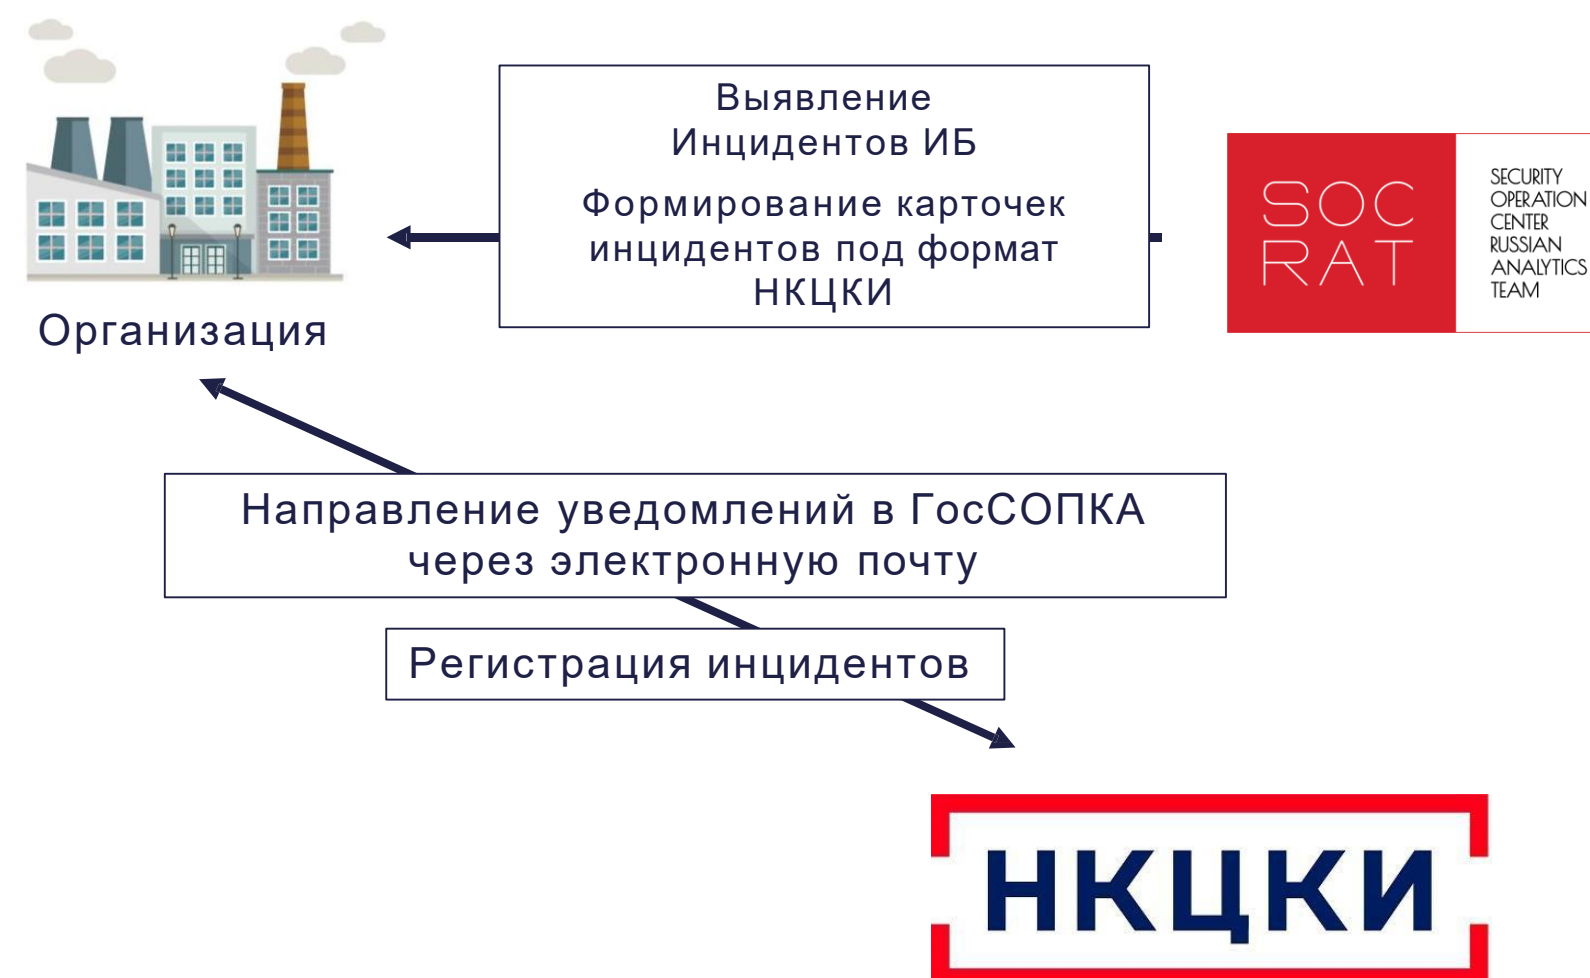 Выявление
Инцидентов ИБ
Формирование карточек
инцидентов под формат
НКЦКИ
SOC
RAT
SECURITY
OPERATION
CENTER
RUSSIAN
ANALYTICS
TEAM
Организация
Направление уведомлений в ГосСОПКА
через электронную почту
Регистрация инцидентов
НКЦКИ